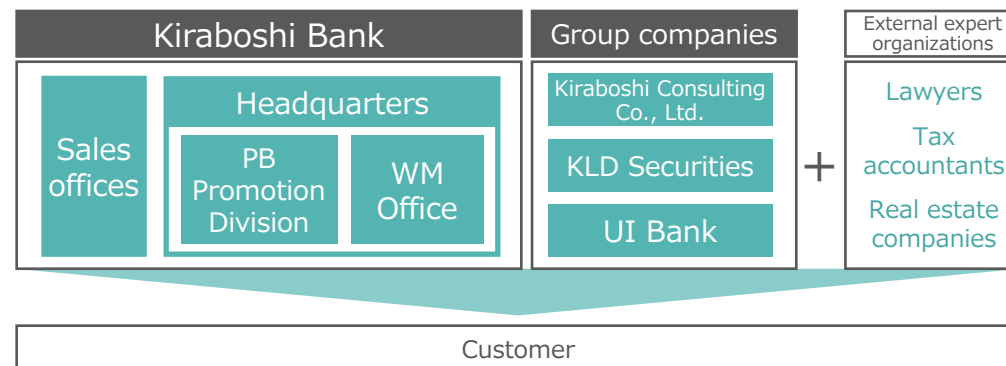 Kiraboshi Bank
Sales
offices
Headquarters
PB
Promotion
Division
WM
Office
Group companies
Kiraboshi Consulting
Co., Ltd.
KLD Securities
UI Bank
+
External expert
organizations
Lawyers
Tax
accountants
Real estate
companies
Customer